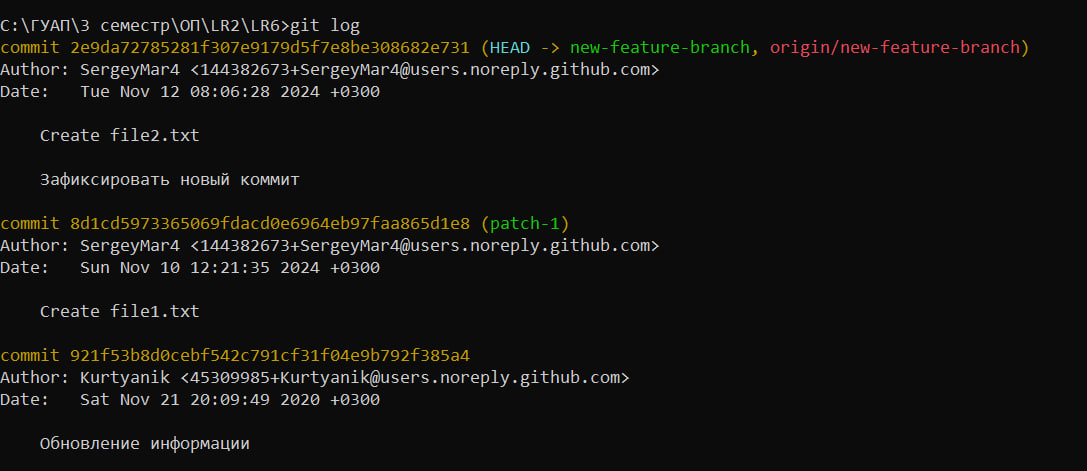 C:\ГУАП\3 семестр\ОП\LR2\LR6>git log
commit 2e9da72785281f307e9179d5f7e8be308682e731 (HEAD -> new-feature-branch, origin/new-feature-branch)
Author: SergeyMar4 <144382673+SergeyMar4@users.noreply.github.com>
Date:   Tue Nov 12 08:06:28 2024 +0300
    Create file2.txt
    Зафиксировать новый коммит
commit 8d1cd5973365069fdacd0e6964eb97faa865d1e8 (patch-1)
Author: SergeyMar4 <144382673+SergeyMar4@users.noreply.github.com>
Date:   Sun Nov 10 12:21:35 2024 +0300
    Create file1.txt
commit 921f53b8d0cebf542c791cf31f04e9b792f385a4
Author: Kurtyanik <45309985+Kurtyanik@users.noreply.github.com>
Date:   Sat Nov 21 20:09:49 2020 +0300
    Обновление информации